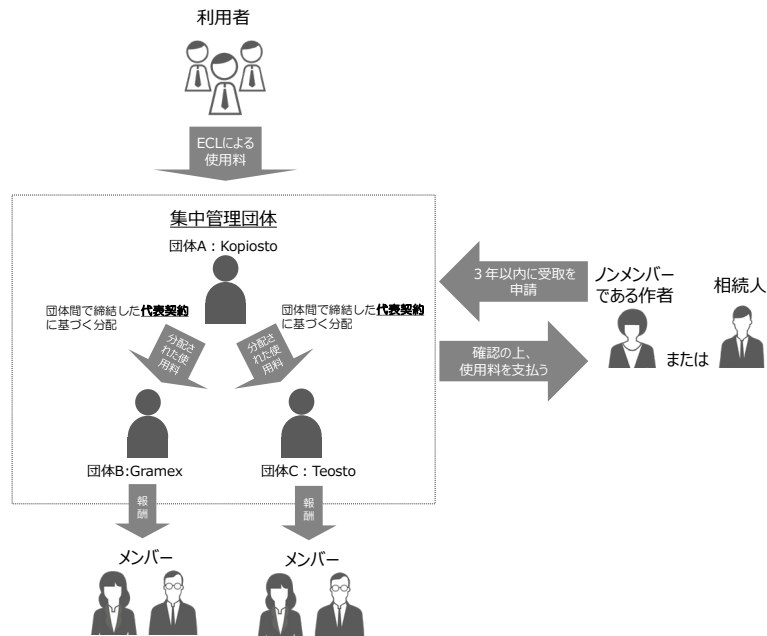 利用者
ECLによる
使用料
集中管理団体
団体A：Kopiosto
団体間で締結した代表契約
に基づく分配
団体間で締結した代表契約
に基づく分配
分配さ
れた使
用料
分配さ
れた使
用料
団体B:Gramex
団体C：Teosto
報
酬
報
酬
メンバー
メンバー
３年以内に受取を
申請
確認の上、
使用料を支払う
ノンメンバー
である作者
または
相続人